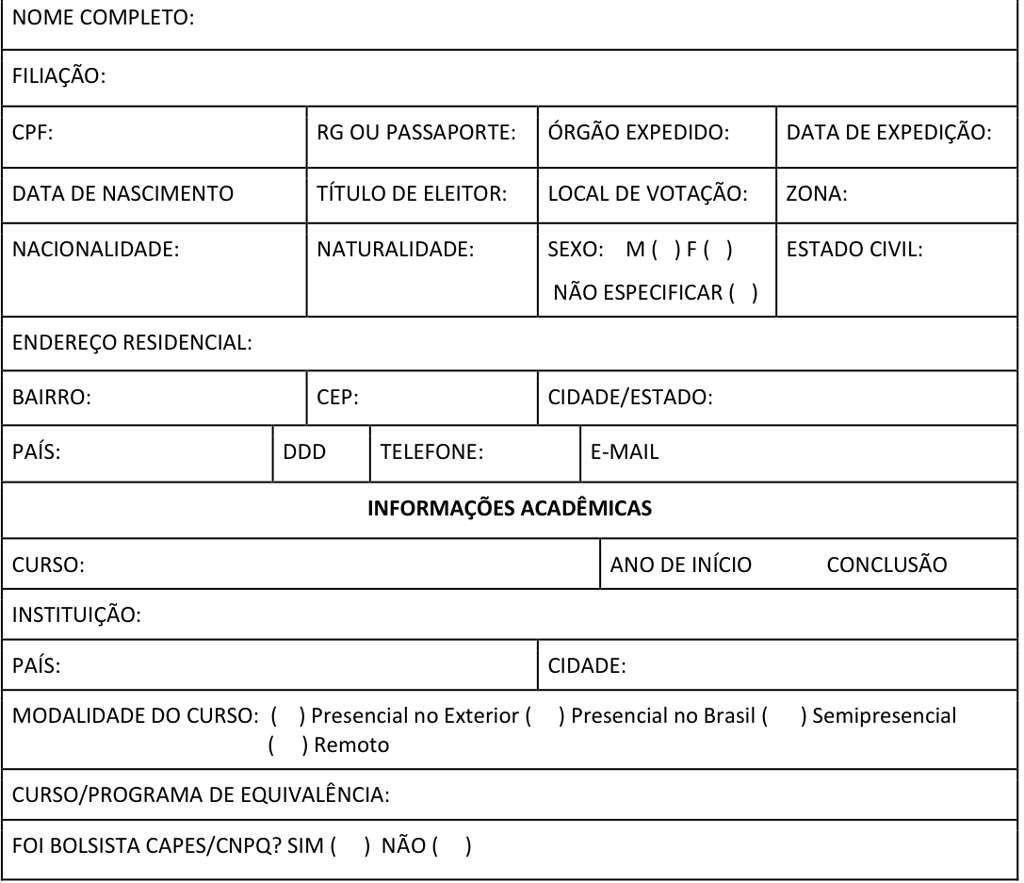 NOME COMPLETO:
FILIAÇÃO:
CPF: RG OU PASSAPORTE: ÓRGÃO EXPEDIDO: DATA DE EXPEDIÇÃO:
DATA DE NASCIMENTO TÍTULO DE ELEITOR: LOCAL DE VOTAÇÃO: ZONA:
NACIONALIDADE: NATURALIDADE: SEXO: M ( ) F ( ) ESTADO CIVIL:
NÃO ESPECIFICAR ( )
ENDEREÇO RESIDENCIAL:
BAIRRO: CEP: CIDADE/ESTADO:
PAÍS: DDD TELEFONE: E-MAIL
INFORMAÇÕES ACADÊMICAS
CURSO: ANO DE INÍCIO CONCLUSÃO
INSTITUIÇÃO:
PAÍS: CIDADE:
MODALIDADE DO CURSO: ( ) Presencial no Exterior ( ) Presencial no Brasil ( ) Semipresencial
( ) Remoto
CURSO/PROGRAMA DE EQUIVALÊNCIA:
FOI BOLSISTA CAPES/CNPQ? SIM ( ) NÃO ( )